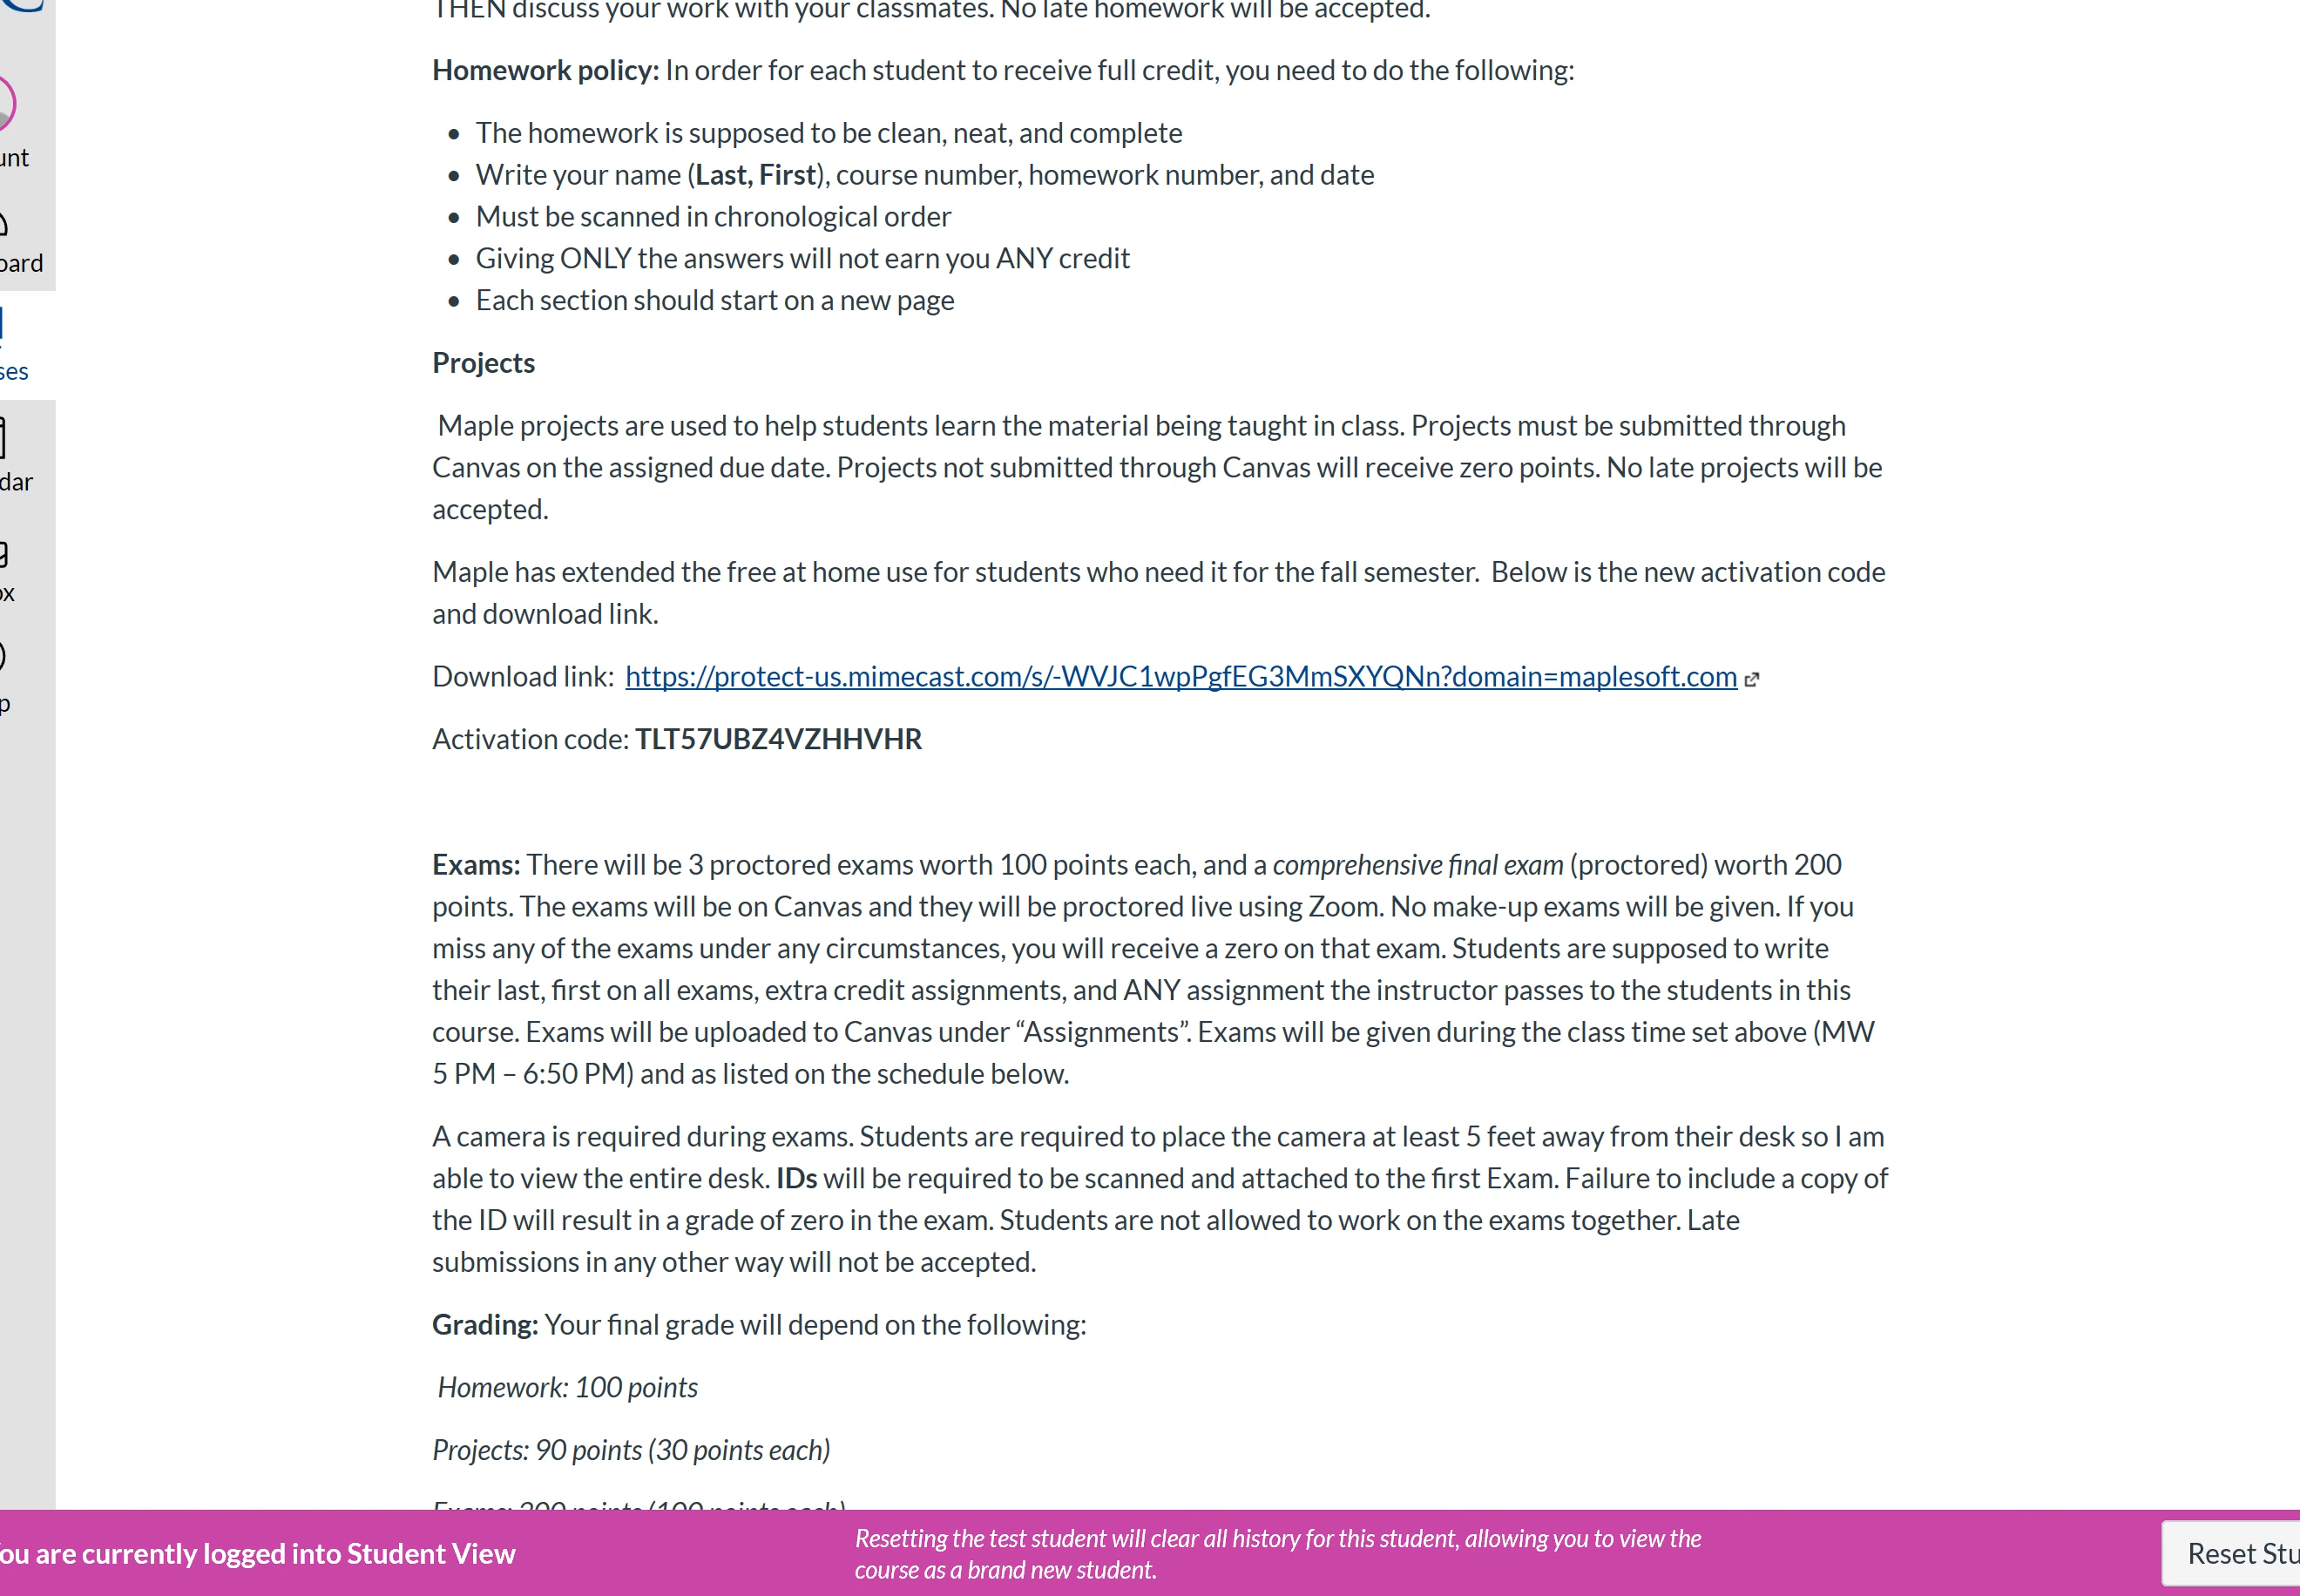 THEN discuss your work with your classmates. No late homework will be accepted.
Homework policy: In order for each student to receive full credit, you need to do the following:
• The homework is supposed to be clean, neat, and complete
• Write your name (Last, First), course number, homework number, and date
• Must be scanned in chronological order
• Giving ONLY the answers will not earn you ANY credit
• Each section should start on a new page
Projects
Maple projects are used to help students learn the material being taught in class. Projects must be submitted through
Canvas on the assigned due date. Projects not submitted through Canvas will receive zero points. No late projects will be
accepted.
Maple has extended the free at home use for students who need it for the fall semester.  Below is the new activation code
and download link.
Download link:  https://protect-us.mimecast.com/s/-WVJC1wpPgfEG3MmSXYQNn?domain=maplesoft.com
Activation code: TLT57UBZ4VZHHVHR
Exams: There will be 3 proctored exams worth 100 points each, and a comprehensive final exam (proctored) worth 200
points. The exams will be on Canvas and they will be proctored live using Zoom. No make-up exams will be given. If you
miss any of the exams under any circumstances, you will receive a zero on that exam. Students are supposed to write
their last, first on all exams, extra credit assignments, and ANY assignment the instructor passes to the students in this
course. Exams will be uploaded to Canvas under “Assignments”. Exams will be given during the class time set above (MW
5 PM – 6:50 PM) and as listed on the schedule below.
A camera is required during exams. Students are required to place the camera at least 5 feet away from their desk so I am
able to view the entire desk. IDs will be required to be scanned and attached to the first Exam. Failure to include a copy of
the ID will result in a grade of zero in the exam. Students are not allowed to work on the exams together. Late
submissions in any other way will not be accepted.
Grading: Your final grade will depend on the following:
Homework: 100 points
Projects: 90 points (30 points each)
Exams: 300 points (100 points each)
unt
oard
ses
dar
ox
p
ou are currently logged into Student View
Resetting the test student will clear all history for this student, allowing you to view the
course as a brand new student.
Reset Stu